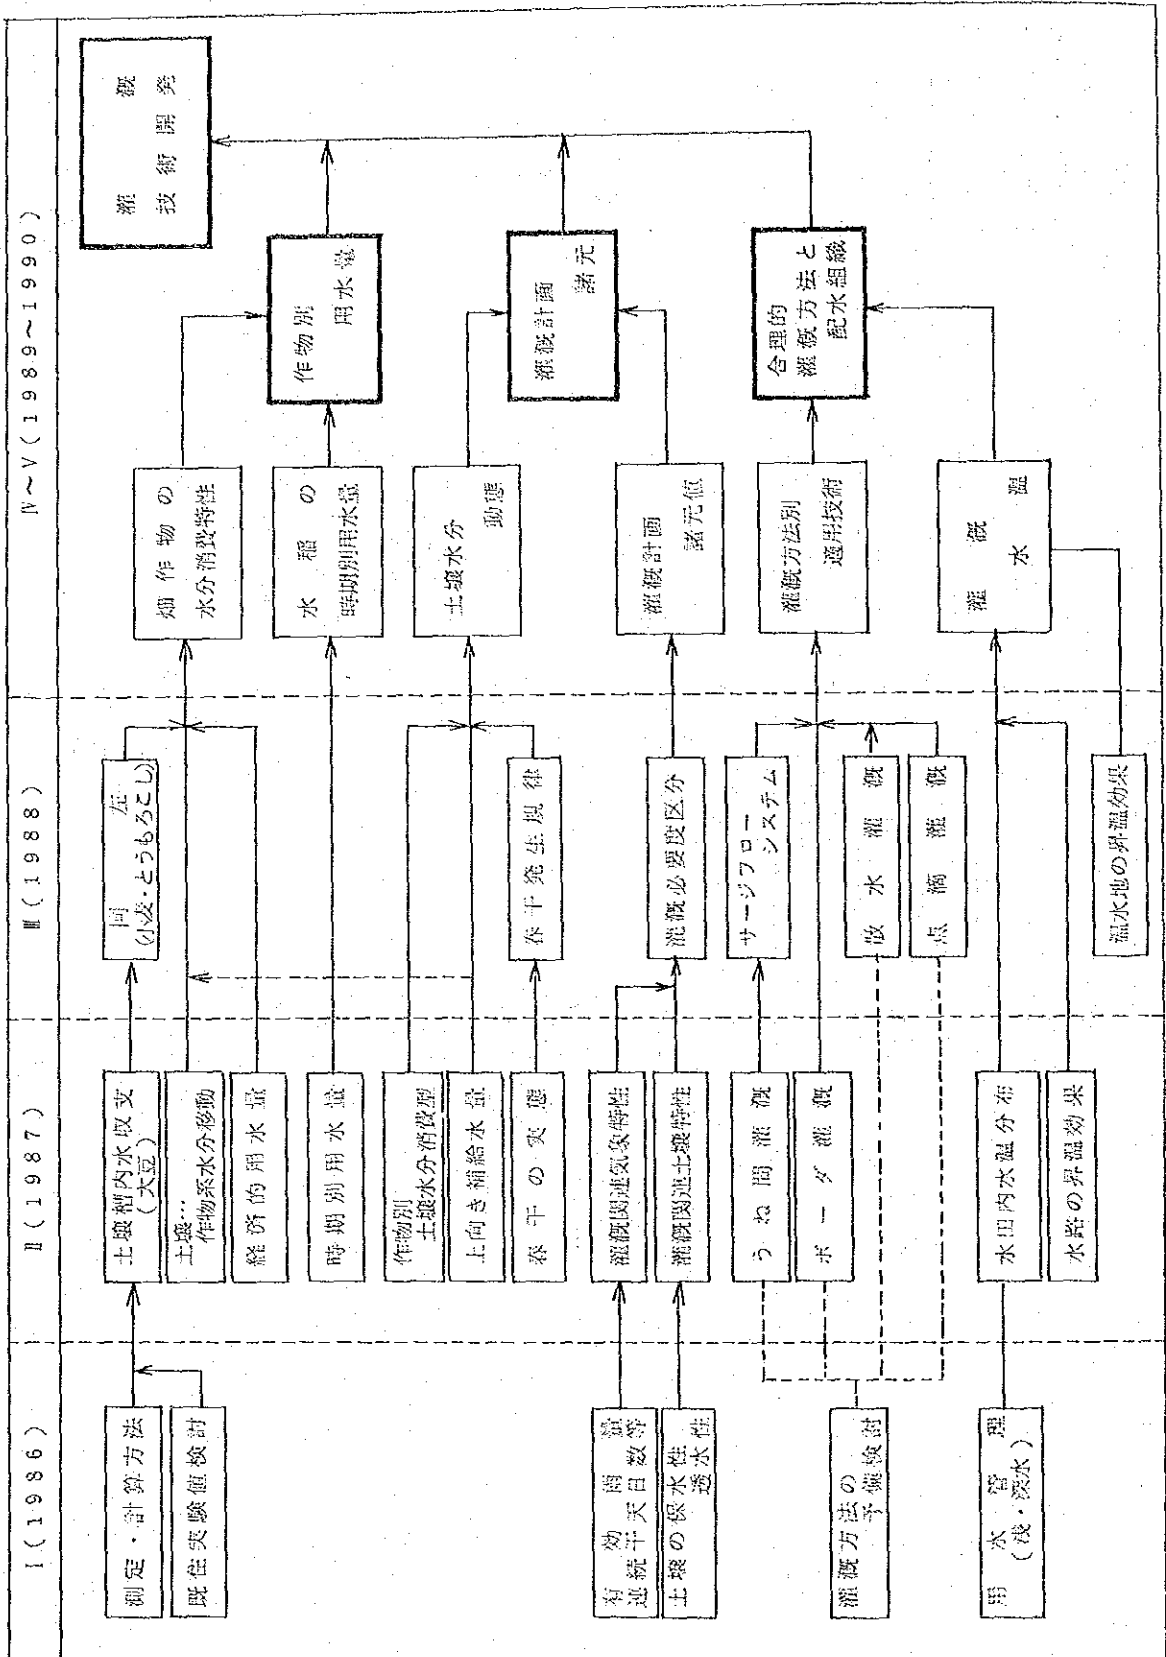 I(1986)
II(1987)
III(1988)
IV～V(1989～1990)
測定・計算方法
既往実験値検討
有効雨量
連続干天日数等
土壌の保水性
透水性
灌漑方法の
予備検討
用水管理
(浅・深水)
土壌槽内水収支
(大豆)
土壌…
作物系水分移動
経済的用水量
時期別用水量
作物別
土壌水分消費型
上向き補給水量
春干の実態
灌漑関連気象特性
灌漑関連土壌特性
うね間灌漑
ボーダ灌漑
水田内水温分布
水路の昇温効果
同左
(小麦・とうもろこし)
春干発生規律
灌漑必要度区分
サージフロー
システム
散水灌漑
点滴灌漑
温水地の昇温効果
畑作物の
水分消費特性
水稲の
時期別用水量
土壌水分
動態
灌漑計画
諸元値
灌漑方法別
適用技術
灌漑
水温
作物別
用水量
灌漑計画
諸元
合理的
灌漑方法と
配水組織
灌漑
技術開発